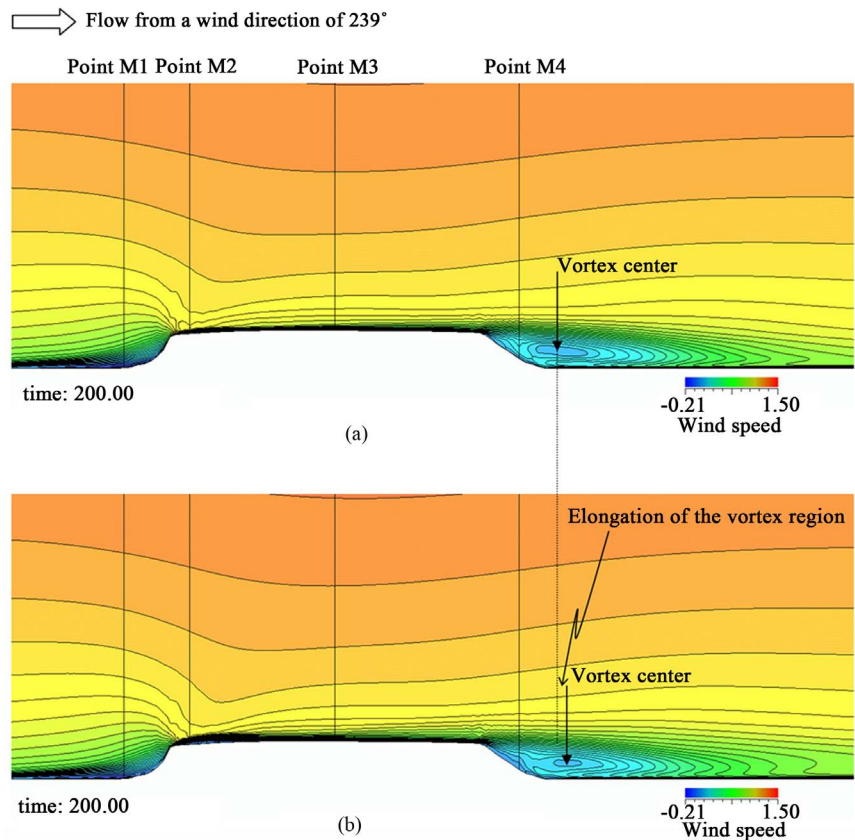 Flow from a wind direction of 239°
Point M1 Point M2 Point M3 Point M4
Vortex center
time: 200.00
-0.21 1.50
Wind speed
(a)
Elongation of the vortex region
Vortex center
time: 200.00
-0.21 1.50
Wind speed
(b)